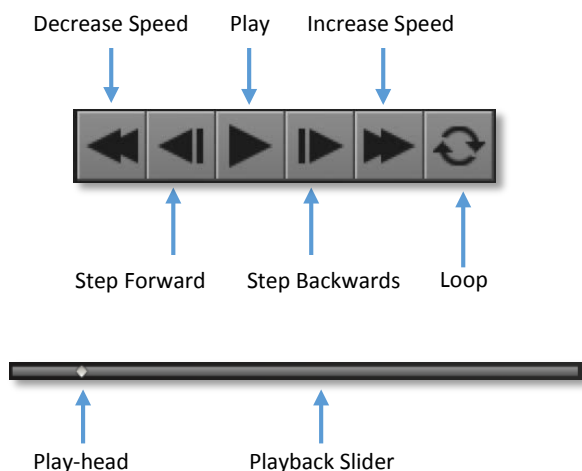 Decrease Speed Play Increase Speed
Step Forward Step Backwards Loop
Play-head Playback Slider